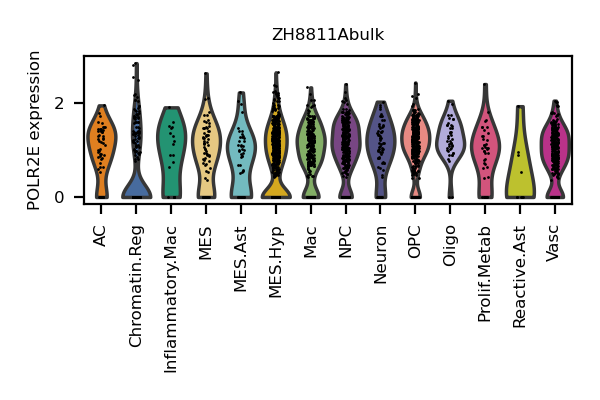 ZH8811Abulk
POLR2E expression
2
0
AC
Chromatin.Reg
Inflammatory.Mac
MES
MES.Ast
MES.Hyp
Mac
NPC
Neuron
OPC
Oligo
Prolif.Metab
Reactive.Ast
Vasc